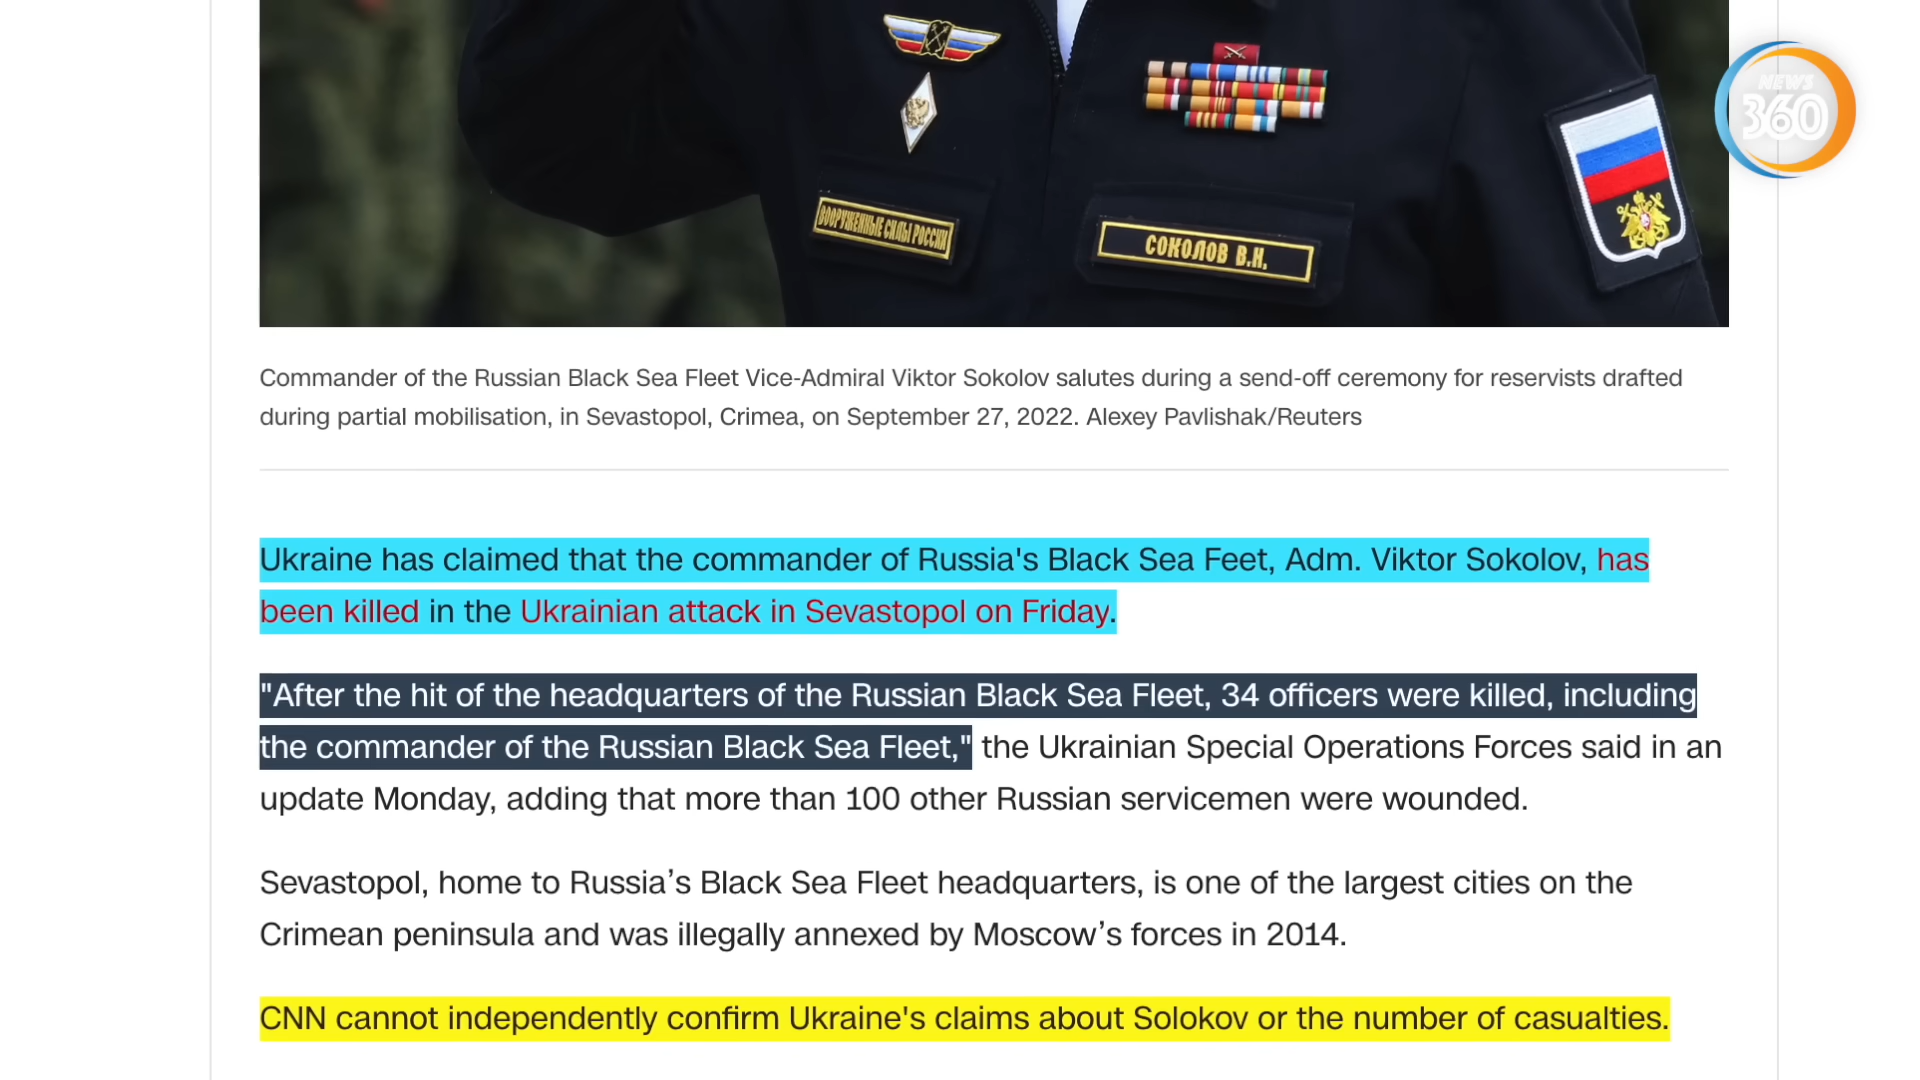 NEWS
360
ВООРУЖЕННЫЕ СИЛЫ РОССИИ
СОКОЛОВ В.Н.
Commander of the Russian Black Sea Fleet Vice-Admiral Viktor Sokolov salutes during a send-off ceremony for reservists drafted
during partial mobilisation, in Sevastopol, Crimea, on September 27, 2022. Alexey Pavlishak/Reuters
Ukraine has claimed that the commander of Russia's Black Sea Feet, Adm. Viktor Sokolov, has
been killed in the Ukrainian attack in Sevastopol on Friday.
"After the hit of the headquarters of the Russian Black Sea Fleet, 34 officers were killed, including
the commander of the Russian Black Sea Fleet," the Ukrainian Special Operations Forces said in an
update Monday, adding that more than 100 other Russian servicemen were wounded.
Sevastopol, home to Russia’s Black Sea Fleet headquarters, is one of the largest cities on the
Crimean peninsula and was illegally annexed by Moscow’s forces in 2014.
CNN cannot independently confirm Ukraine's claims about Solokov or the number of casualties.